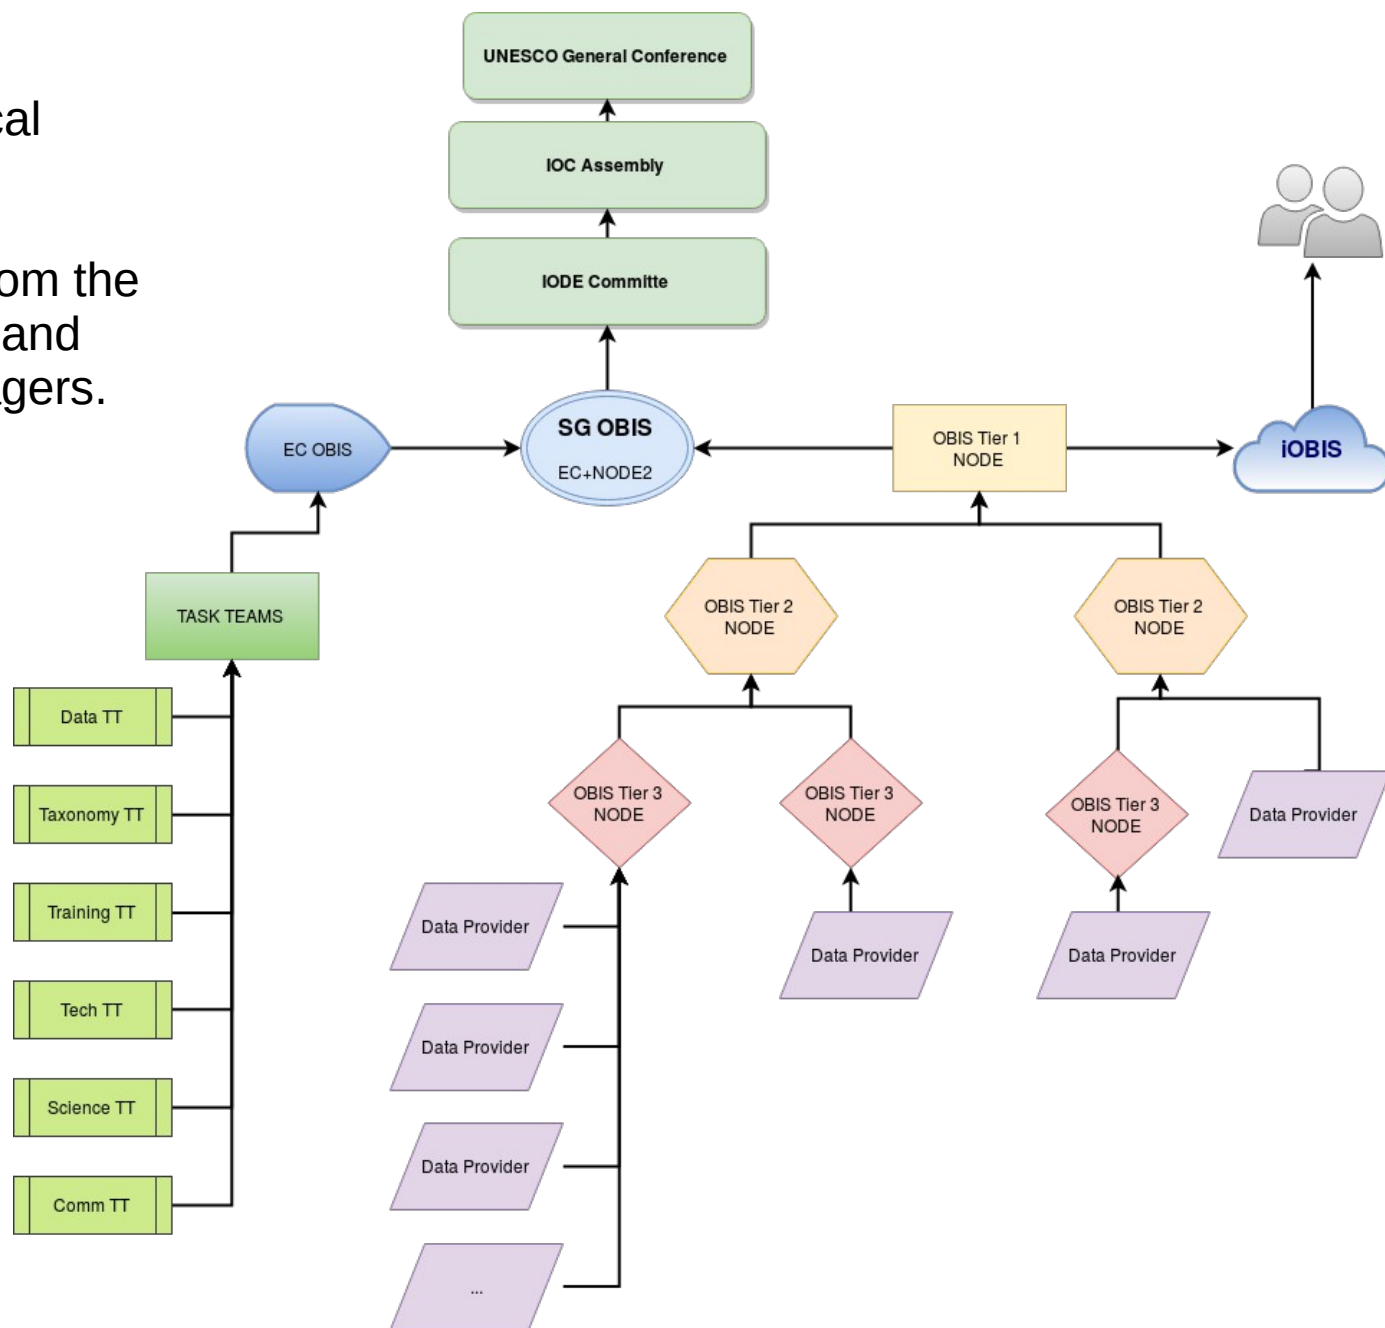 UNESCO General Conference
cal
IOC Assembly
om the
and
gers.
IODE Committe
EC OBIS
SG OBIS
EC+NODE2
OBIS Tier 1
NODE
iOBIS
TASK TEAMS
OBIS Tier 2
NODE
OBIS Tier 2
NODE
Data TT
Taxonomy TT
Training TT
Tech TT
Science TT
Comm TT
OBIS Tier 3
NODE
OBIS Tier 3
NODE
OBIS Tier 3
NODE
Data Provider
Data Provider
Data Provider
Data Provider
Data Provider
Data Provider
...